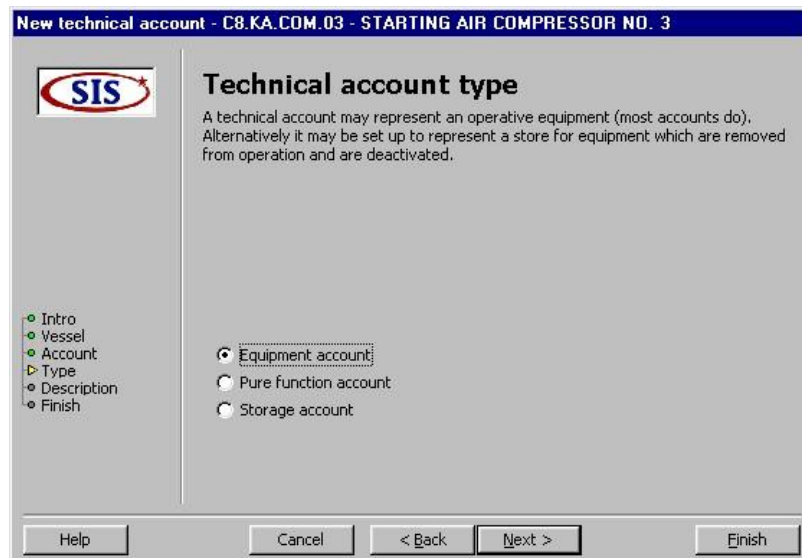 New technical account - C8.KA.COM.03 - STARTING AIR COMPRESSOR NO. 3
SIS
Technical account type
A technical account may represent an operative equipment (most accounts do).
Alternatively it may be set up to represent a store for equipment which are removed
from operation and are deactivated.
Intro
Vessel
Account
Type
Description
Finish
Equipment account
Pure function account
Storage account
Help
Cancel
< Back
Next >
Finish